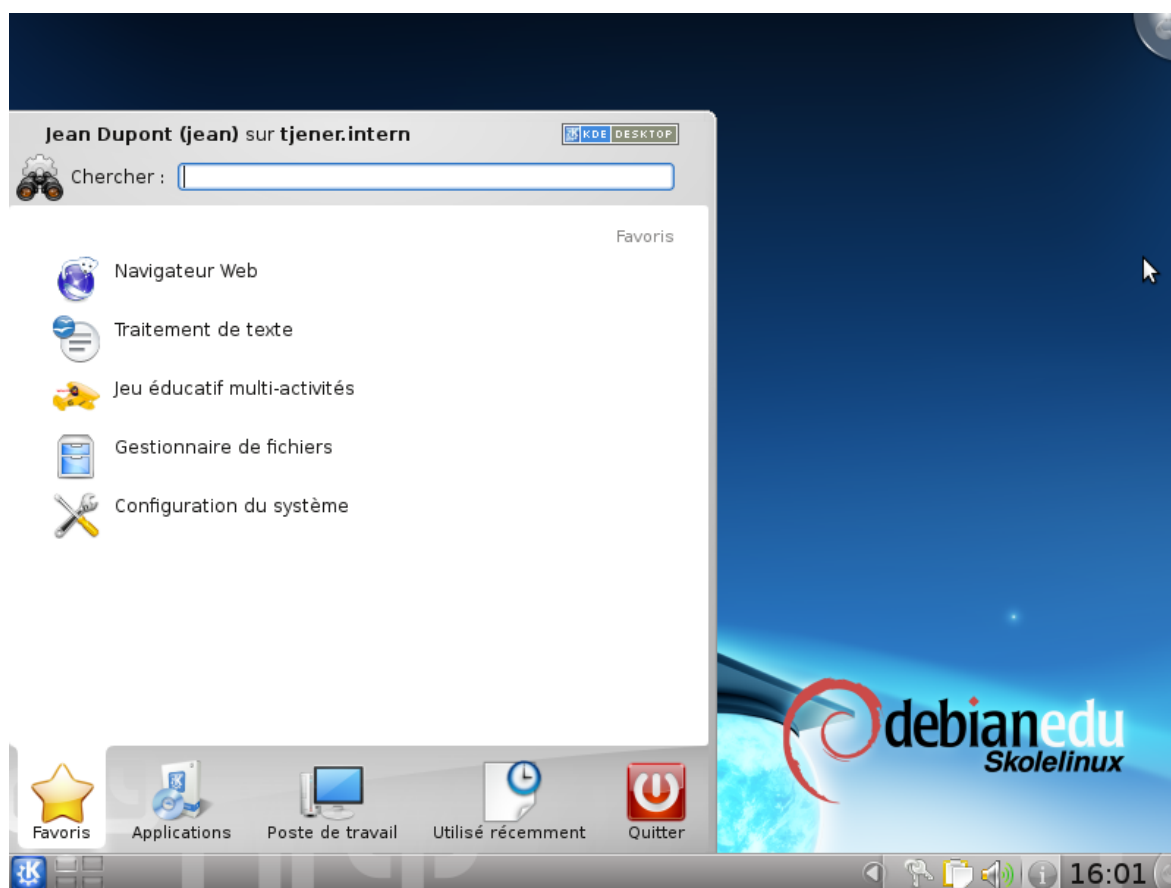 Jean Dupont (jean) sur tjener.intern
KDE DESKTOP
Chercher :
Favoris
Navigateur Web
Traitement de texte
Jeu éducatif multi-activités
Gestionnaire de fichiers
Configuration du système
debianedu
Skolelinux
Favoris
Applications
Poste de travail
Utilisé récemment
Quitter
16:01